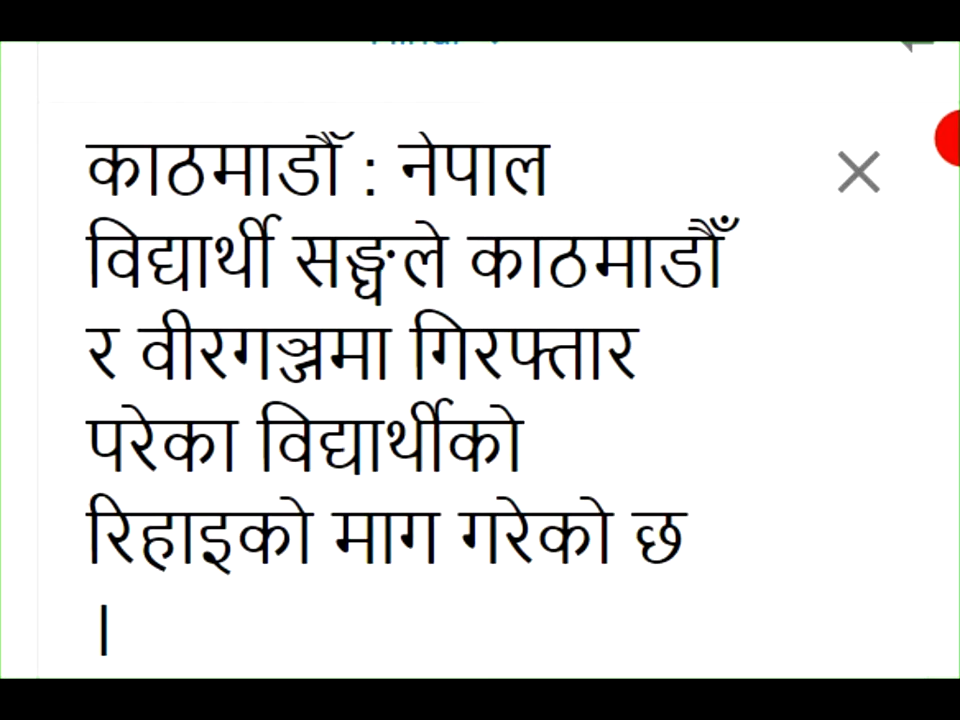 काठमाडौँ : नेपाल
विद्यार्थी सङ्घले काठमाडौँ
र वीरगञ्जमा गिरफ्तार
परेका विद्यार्थीको
रिहाइको माग गरेको छ
।